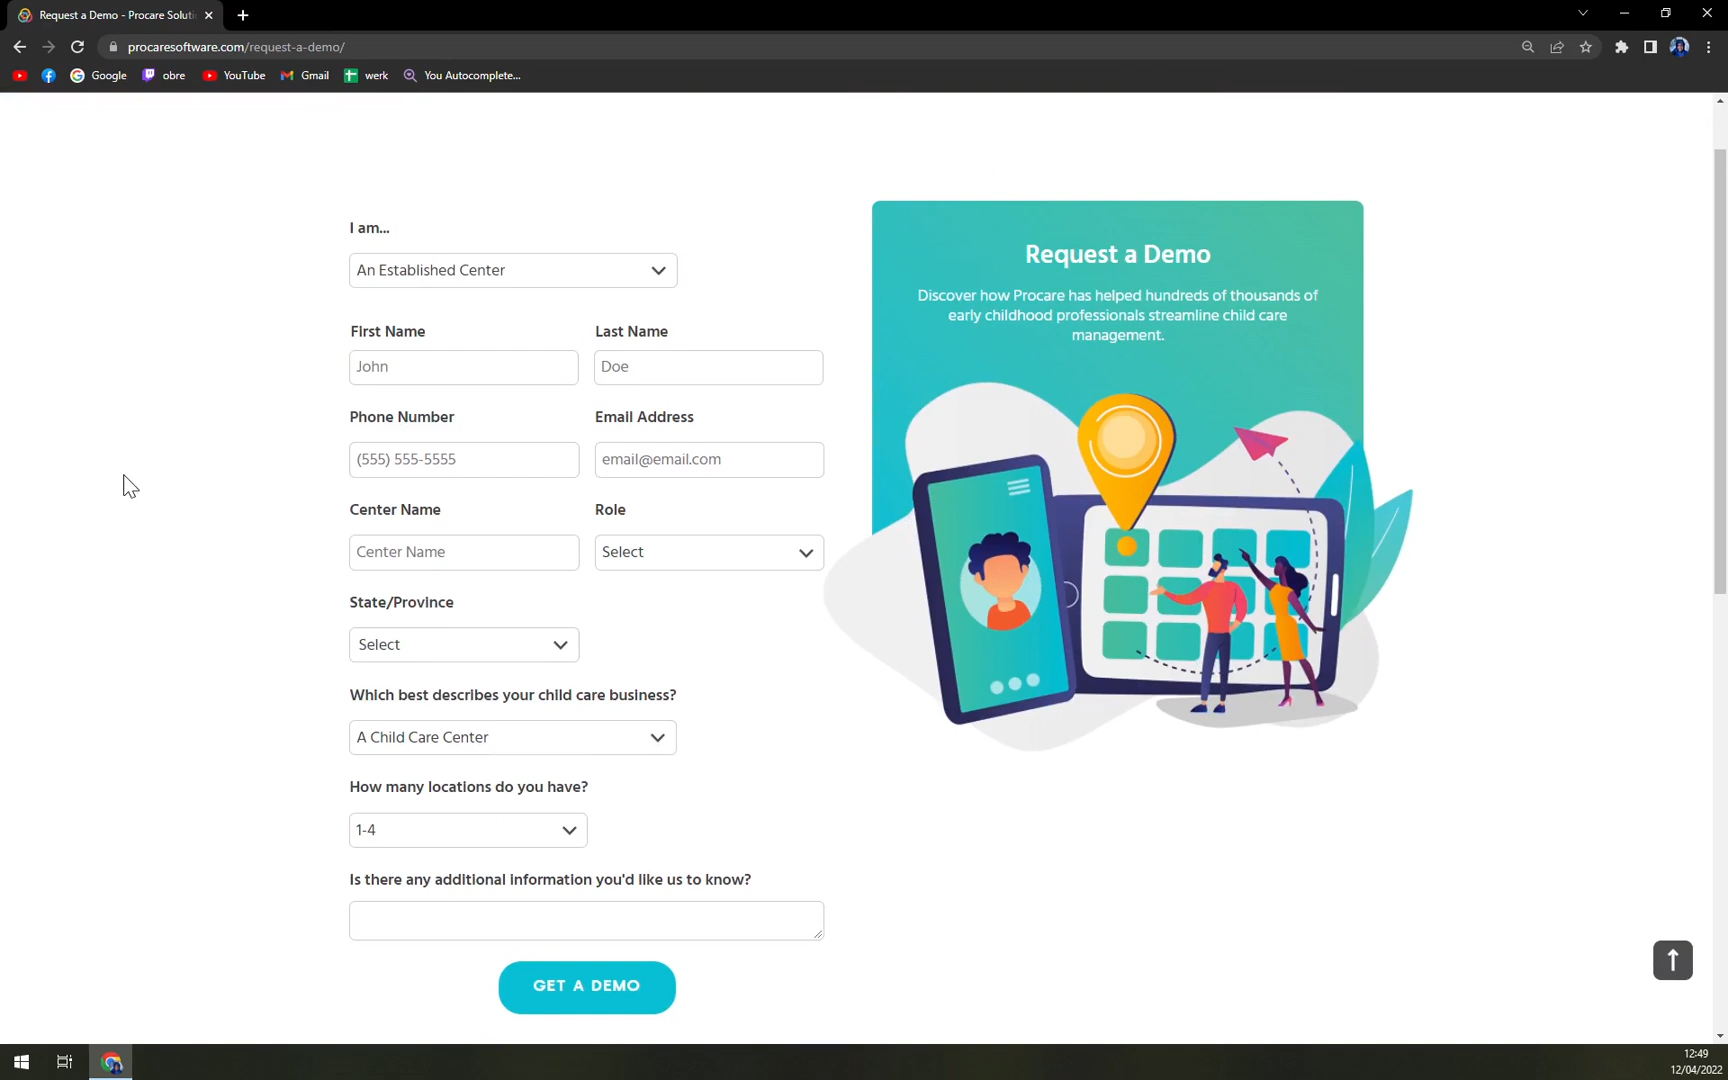 Request a Demo - Procare Soluti
procaresoftware.com/request-a-demo/
Google
obre
YouTube
Gmail
werk
You Autocomplete...
I am...
An Established Center
First Name
Last Name
John
Doe
Phone Number
Email Address
(555) 555-5555
email@email.com
Center Name
Role
Center Name
Select
State/Province
Select
Which best describes your child care business?
A Child Care Center
How many locations do you have?
1-4
Is there any additional information you'd like us to know?
GET A DEMO
Request a Demo
Discover how Procare has helped hundreds of thousands of
early childhood professionals streamline child care
management.
12:49
12/04/2022